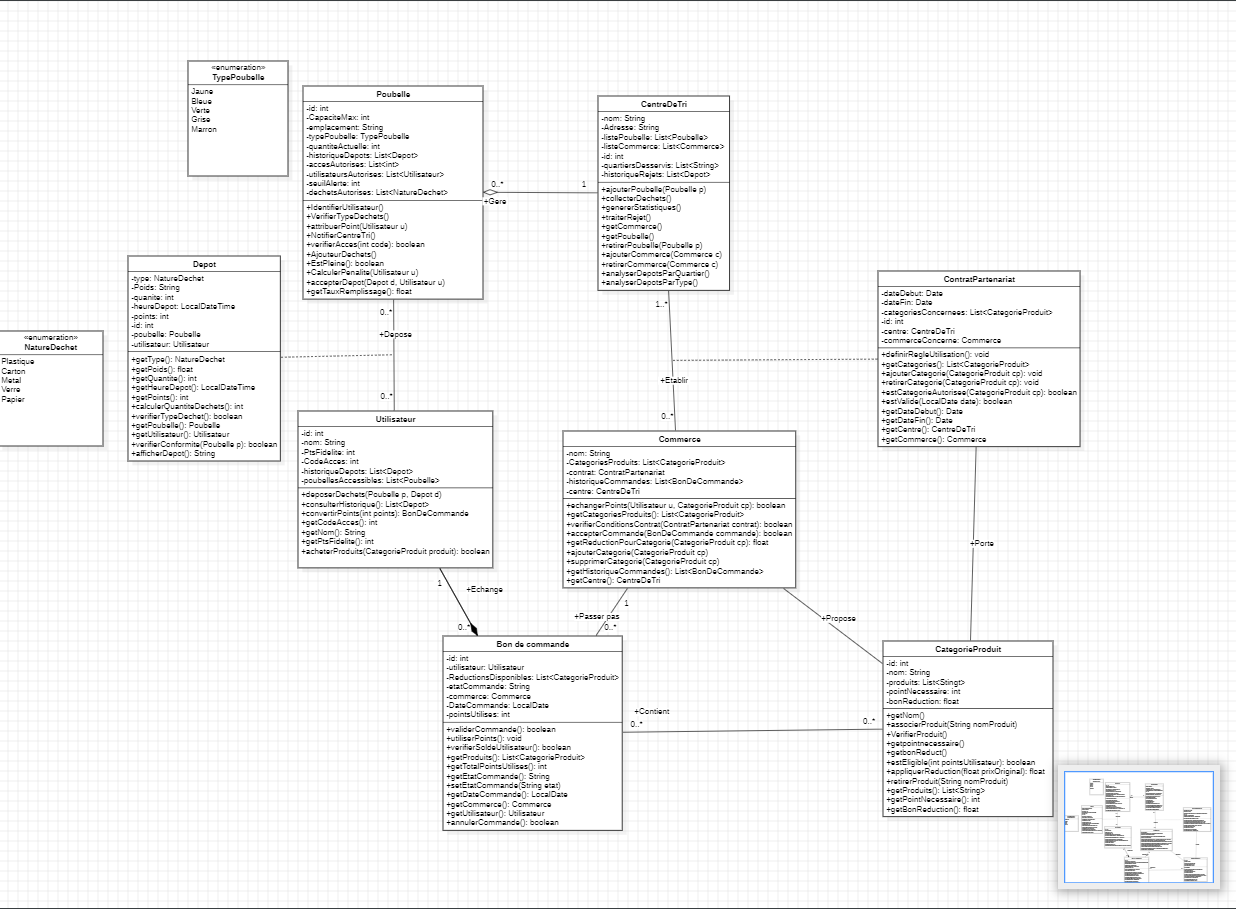 «enumeration»
TypePoubelle
Jaune
Bleue
Verte
Grise
Marron
Poubelle
-id: int
-CapaciteMax: int
-emplacement: String
-typePoubelle: TypePoubelle
-quantiteActuelle: int
-historiqueDepots: List<Depot>
-accesAutorises: List<int>
-utilisateursAutorises: List<Utilisateur>
-seuilAlerte: int
-dechetsAutorises: List<NatureDechet>
+IdentifierUtilisateur()
+VerifierTypeDechets()
+attribuerPoint(Utilisateur u)
+NotifierCentreTri()
+verifierAcces(int code): boolean
+AjouteurDechets()
+EstPleine(): boolean
+CalculerPenalite(Utilisateur u)
+accepterDepot(Depot d, Utilisateur u)
+getTauxRemplissage(): float
CentreDeTri
-nom: String
-Adresse: String
-listePoubelle: List<Poubelle>
-listeCommerce: List<Commerce>
-id: int
-quartiersDesservis: List<String>
-historiqueRejets: List<Depot>
+ajouterPoubelle(Poubelle p)
+collecterDechets()
+genererStatistiques()
+traiterRejet()
+getCommerce()
+getPoubelle()
+retirerPoubelle(Poubelle p)
+ajouterCommerce(Commerce c)
+retirerCommerce(Commerce c)
+analyserDepotsParQuartier()
+analyserDepotsParType()
0..*
1
+Gere
Depot
-type: NatureDechet
-Poids: String
-quanite: int
-heureDepot: LocalDateTime
-points: int
-id: int
-poubelle: Poubelle
-utilisateur: Utilisateur
+getType(): NatureDechet
+getPoids(): float
+getQuantite(): int
+getHeureDepot(): LocalDateTime
+getPoints(): int
+calculerQuantiteDechets(): int
+verifierTypeDechet(): boolean
+getPoubelle(): Poubelle
+getUtilisateur(): Utilisateur
+verifierConformite(Poubelle p): boolean
+afficherDepot(): String
«enumeration»
NatureDechet
Plastique
Carton
Metal
Verre
Papier
0..*
+Depose
0..*
1..*
+Etablir
0..*
ContratPartenariat
-dateDebut: Date
-dateFin: Date
-categoriesConcernees: List<CategorieProduit>
-id: int
-centre: CentreDeTri
-commerceConcerne: Commerce
+definirRegleUtilisation(): void
+getCategories(): List<CategorieProduit>
+ajouterCategorie(CategorieProduit cp): void
+retirerCategorie(CategorieProduit cp): void
+estCategorieAutorisee(CategorieProduit cp): boolean
+estValide(LocalDate date): boolean
+getDateDebut(): Date
+getDateFin(): Date
+getCentre(): CentreDeTri
+getCommerce(): Commerce
Utilisateur
-id: int
-nom: String
-PtsFidelite: int
-CodeAcces: int
-historiqueDepots: List<Depot>
-poubellesAccessibles: List<Poubelle>
+deposerDechets(Poubelle p, Depot d)
+consulterHistorique(): List<Depot>
+convertirPoints(int points): BonDeCommande
+getCodeAcces(): int
+getNom(): String
+getPtsFidelite(): int
+acheterProduits(CategorieProduit produit): boolean
Commerce
-nom: String
-CategoriesProduits: List<CategorieProduit>
-contrat: ContratPartenariat
-historiqueCommandes: List<BonDeCommande>
-centre: CentreDeTri
+echangerPoints(Utilisateur u, CategorieProduit cp): boolean
+getCategoriesProduits(): List<CategorieProduit>
+verifierConditionsContrat(ContratPartenariat contrat): boolean
+accepterCommande(BonDeCommande commande): boolean
+getReductionPourCategorie(CategorieProduit cp): float
+ajouterCategorie(CategorieProduit cp)
+supprimerCategorie(CategorieProduit cp)
+getHistoriqueCommandes(): List<BonDeCommande>
+getCentre(): CentreDeTri
+Porte
1
+Echange
0..*
1
+Passer pas
0..*
+Propose
Bon de commande
-id: int
-utilisateur: Utilisateur
-ReductionsDisponibles: List<CategorieProduit>
-etatCommande: String
-commerce: Commerce
-DateCommande: LocalDate
-pointsUtilises: int
+validerCommande(): boolean
+utiliserPoints(): void
+verifierSoldeUtilisateur(): boolean
+getProduits(): List<CategorieProduit>
+getTotalPointsUtilises(): int
+getEtatCommande(): String
+setEtatCommande(String etat)
+getDateCommande(): LocalDate
+getCommerce(): Commerce
+getUtilisateur(): Utilisateur
+annulerCommande(): boolean
+Contient
0..*
0..*
CategorieProduit
-id: int
-nom: String
-produits: List<Stingt>
-pointNecessaire: int
-bonReduction: float
+getNom()
+associerProduit(String nomProduit)
+VerifierProduit()
+getpointnecessaire()
+getbonReduct()
+estEligible(int pointsUtilisateur): boolean
+appliquerReduction(float prixOriginal): float
+retirerProduit(String nomProduit)
+getProduits(): List<String>
+getPointNecessaire(): int
+getBonReduction(): float